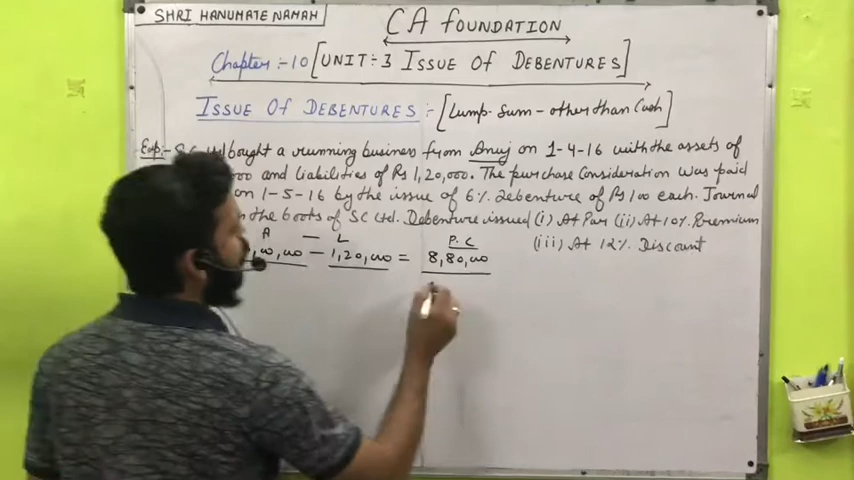 SHRI HANUMATE NAMAH
CA FOUNDATION
Chapter :- 10 [UNIT :- 3 ISSUE OF DEBENTURES]
ISSUE OF DEBENTURES :- [Lump-Sum - other than Cash]
Exp:- Ltd bought a running business from Anuj on 1-4-16 with the assets of
000 and liabilities of Rs 1,20,000. The purchase Consideration was paid
on 1-5-16 by the issue of 6% Debenture of Rs 100 each. Journal
in the books of SC Ltd. Debenture issued (i) At Par (ii) At 10% Premium
(iii) At 12% Discount
A — L P.C
00,000 — 1,20,000 = 8,80,000